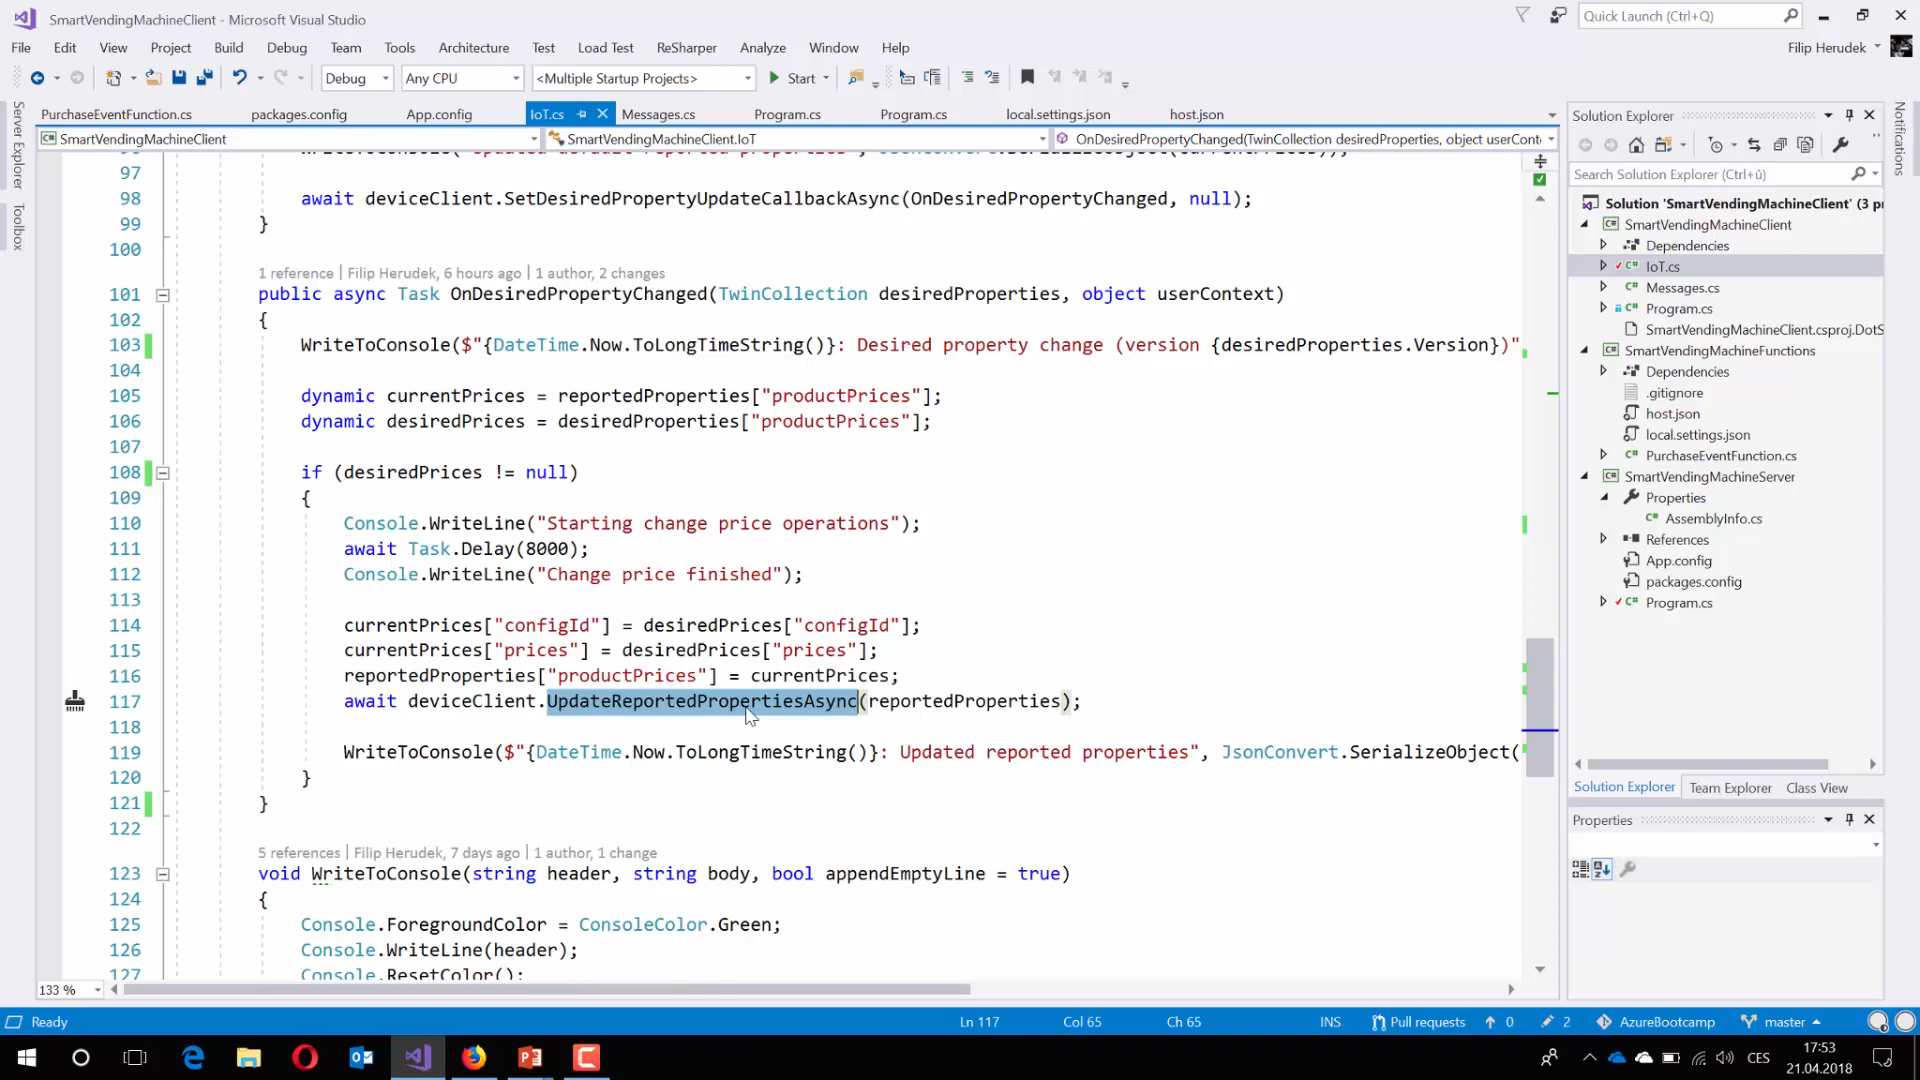 SmartVendingMachineClient - Microsoft Visual Studio
Quick Launch (Ctrl+Q)
File Edit View Project Build Debug Team Tools Architecture Test Load Test ReSharper Analyze Window Help
Filip Herudek
Debug Any CPU <Multiple Startup Projects> Start
PurchaseEventFunction.cs packages.config App.config IoT.cs Messages.cs Program.cs Program.cs local.settings.json host.json
SmartVendingMachineClient SmartVendingMachineClient.IoT OnDesiredPropertyChanged(TwinCollection desiredProperties, object userCont
Server Explorer
Toolbox
Notifications
97
98 await deviceClient.SetDesiredPropertyUpdateCallbackAsync(OnDesiredPropertyChanged, null);
99 }
100
1 reference | Filip Herudek, 6 hours ago | 1 author, 2 changes
101 public async Task OnDesiredPropertyChanged(TwinCollection desiredProperties, object userContext)
102 {
103 WriteToConsole($"{DateTime.Now.ToLongTimeString()}: Desired property change (version {desiredProperties.Version})"
104
105 dynamic currentPrices = reportedProperties["productPrices"];
106 dynamic desiredPrices = desiredProperties["productPrices"];
107
108 if (desiredPrices != null)
109 {
110 Console.WriteLine("Starting change price operations");
111 await Task.Delay(8000);
112 Console.WriteLine("Change price finished");
113
114 currentPrices["configId"] = desiredPrices["configId"];
115 currentPrices["prices"] = desiredPrices["prices"];
116 reportedProperties["productPrices"] = currentPrices;
117 await deviceClient.UpdateReportedPropertiesAsync(reportedProperties);
118
119 WriteToConsole($"{DateTime.Now.ToLongTimeString()}: Updated reported properties", JsonConvert.SerializeObject(
120 }
121 }
122
5 references | Filip Herudek, 7 days ago | 1 author, 1 change
123 void WriteToConsole(string header, string body, bool appendEmptyLine = true)
124 {
125 Console.ForegroundColor = ConsoleColor.Green;
126 Console.WriteLine(header);
127 Console.ResetColor();
133 %
Solution Explorer
Search Solution Explorer (Ctrl+ů)
Solution 'SmartVendingMachineClient' (3 pr
SmartVendingMachineClient
Dependencies
IoT.cs
Messages.cs
Program.cs
SmartVendingMachineClient.csproj.DotS
SmartVendingMachineFunctions
Dependencies
.gitignore
host.json
local.settings.json
PurchaseEventFunction.cs
SmartVendingMachineServer
Properties
AssemblyInfo.cs
References
App.config
packages.config
Program.cs
Solution Explorer Team Explorer Class View
Properties
Ready Ln 117 Col 65 Ch 65 INS Pull requests 0 2 AzureBootcamp master
CES
17:53
21.04.2018